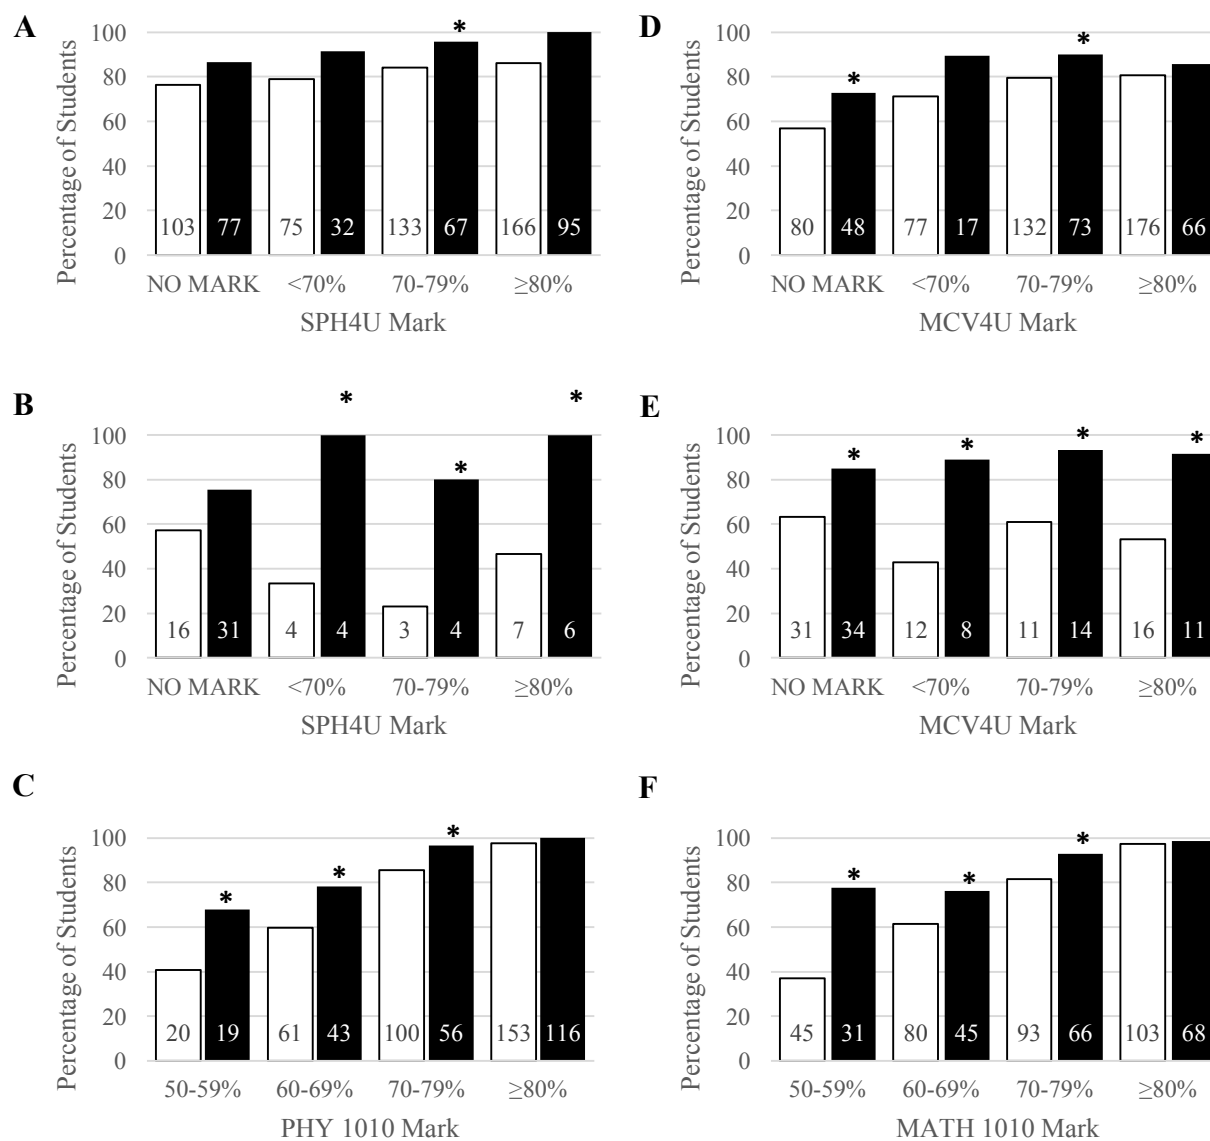 A
Percentage of Students
100
80
60
40
20
0
*
103 77 75 32 133 67 166 95
NO MARK <70% 70-79% ≥80%
SPH4U Mark
D
Percentage of Students
100
80
60
40
20
0
* *
80 48 77 17 132 73 176 66
NO MARK <70% 70-79% ≥80%
MCV4U Mark
B
Percentage of Students
100
80
60
40
20
0
* * *
16 31 4 4 3 4 7 6
NO MARK <70% 70-79% ≥80%
SPH4U Mark
E
Percentage of Students
100
80
60
40
20
0
* * * *
31 34 12 8 11 14 16 11
NO MARK <70% 70-79% ≥80%
MCV4U Mark
C
Percentage of Students
100
80
60
40
20
0
* * *
20 19 61 43 100 56 153 116
50-59% 60-69% 70-79% ≥80%
PHY 1010 Mark
F
Percentage of Students
100
80
60
40
20
0
* * *
45 31 80 45 93 66 103 68
50-59% 60-69% 70-79% ≥80%
MATH 1010 Mark